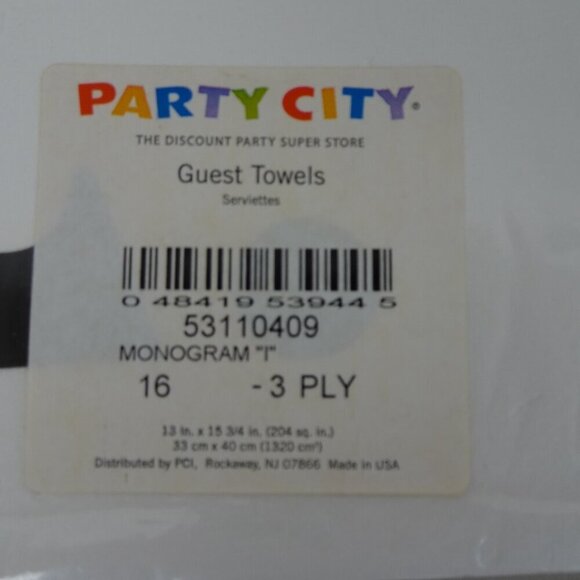 PARTY CITY®
THE DISCOUNT PARTY SUPER STORE
Guest Towels
Serviettes
0 48419 53944 5
53110409
MONOGRAM "I"
16 - 3 PLY
13 in. x 15 3/4 in. (204 sq. in.)
33 cm x 40 cm (1320 cm²)
Distributed by PCI, Rockaway, NJ 07866 Made in USA